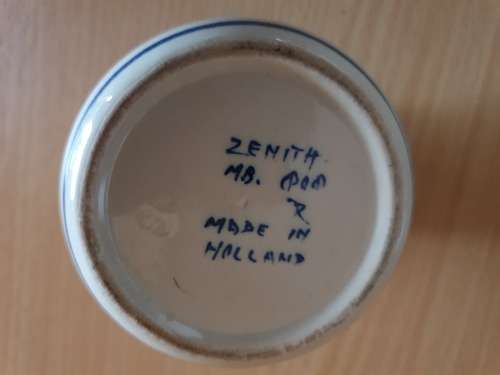 ZENITH
MB.
R
MADE IN
HOLLAND